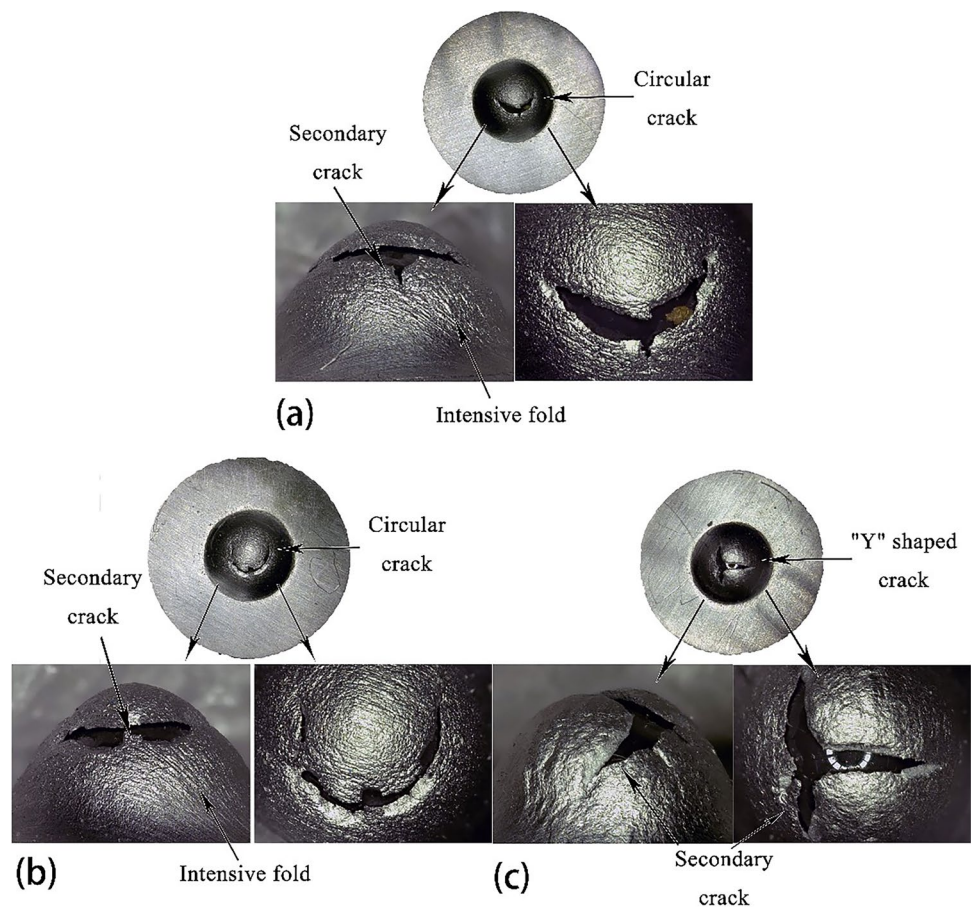 Circular
crack
Secondary
crack
Intensive fold
(a)
Circular
crack
Secondary
crack
Intensive fold
(b)
"Y" shaped
crack
Secondary
crack
(c)